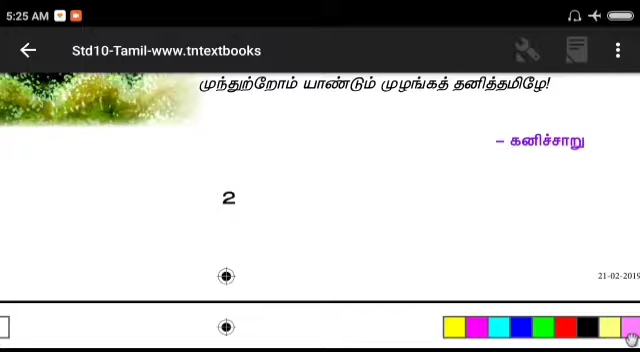 5:25 AM
Std10-Tamil-www.tntextbooks
முந்துற்றோம் யாண்டும் முழங்கத் தனித்தமிழே!
– கனிச்சாறு
2
21-02-2019